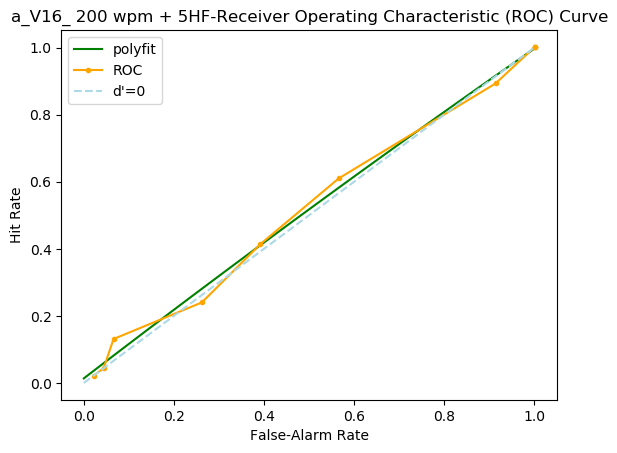 a_V16_ 200 wpm + 5HF-Receiver Operating Characteristic (ROC) Curve
polyfit
ROC
d'=0
1.0
0.8
0.6
0.4
0.2
0.0
Hit Rate
0.0 0.2 0.4 0.6 0.8 1.0
False-Alarm Rate